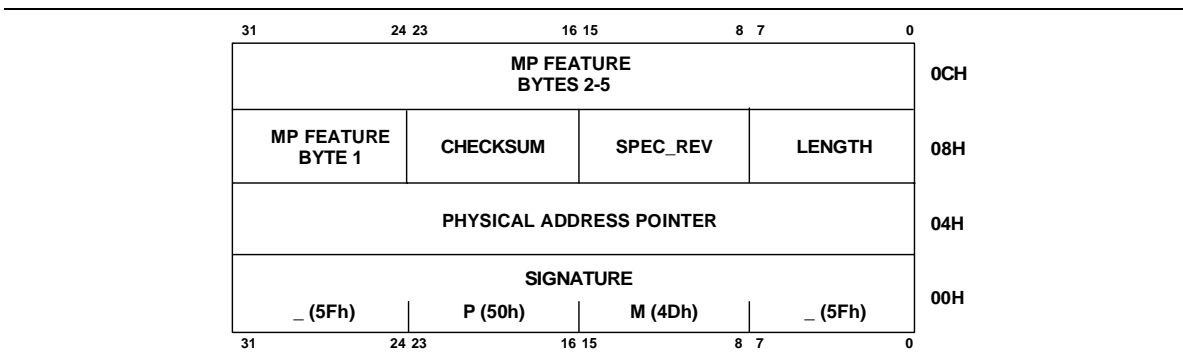 31 24 23 16 15 8 7 0
MP FEATURE
BYTES 2-5
0CH
MP FEATURE
BYTE 1
CHECKSUM
SPEC_REV
LENGTH
08H
PHYSICAL ADDRESS POINTER
04H
SIGNATURE
00H
_ (5Fh) P (50h) M (4Dh) _ (5Fh)
31 24 23 16 15 8 7 0